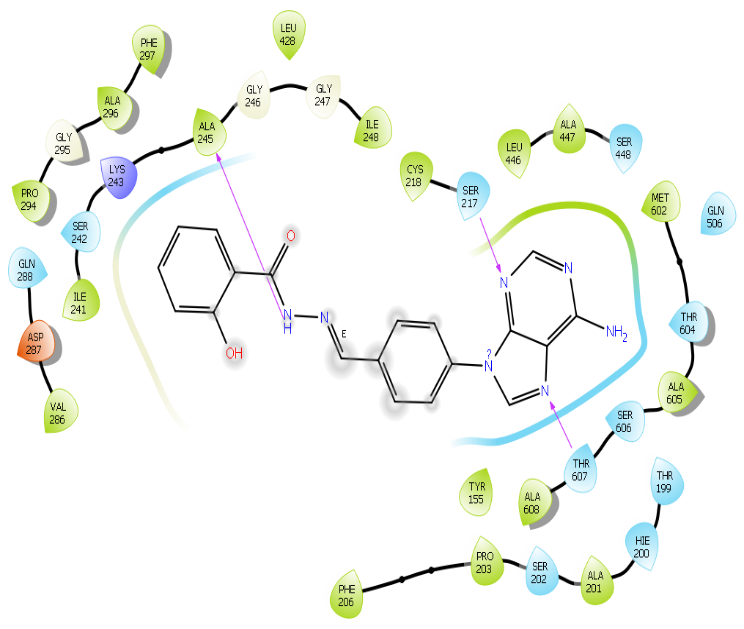 LEU
428
PHE
297
ALA
296
GLY
295
PRO
294
ALA
245
GLY
246
GLY
247
ILE
248
LYS
243
SER
242
ILE
241
GLN
288
ASP
287
VAL
286
CYS
218
SER
217
LEU
446
ALA
447
SER
448
MET
602
GLN
506
THR
604
ALA
605
SER
606
THR
607
ALA
608
TYR
155
THR
199
HIE
200
ALA
201
SER
202
PRO
203
PHE
206
O
OH
N
H
N
E
N
?
N
N
N
NH2